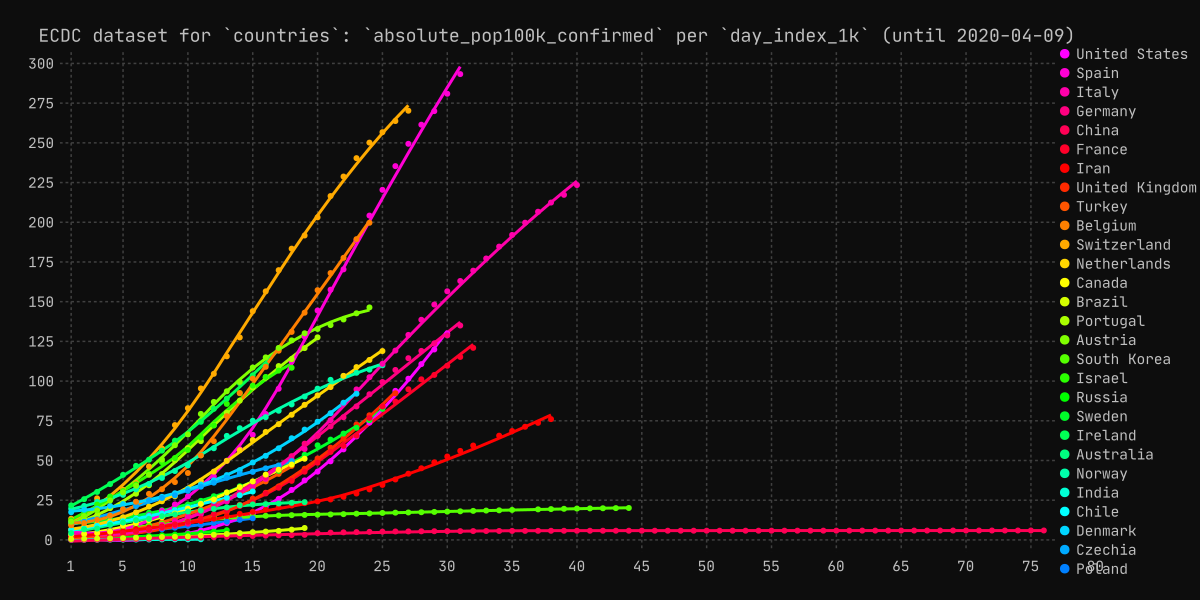 ECDC dataset for `countries`: `absolute_pop100k_confirmed` per `day_index_1k` (until 2020-04-09)
300
275
250
225
200
175
150
125
100
75
50
25
0
1 5 10 15 20 25 30 35 40 45 50 55 60 65 70 75 80
United States
Spain
Italy
Germany
China
France
Iran
United Kingdom
Turkey
Belgium
Switzerland
Netherlands
Canada
Brazil
Portugal
Austria
South Korea
Israel
Russia
Sweden
Ireland
Australia
Norway
India
Chile
Denmark
Czechia
Poland